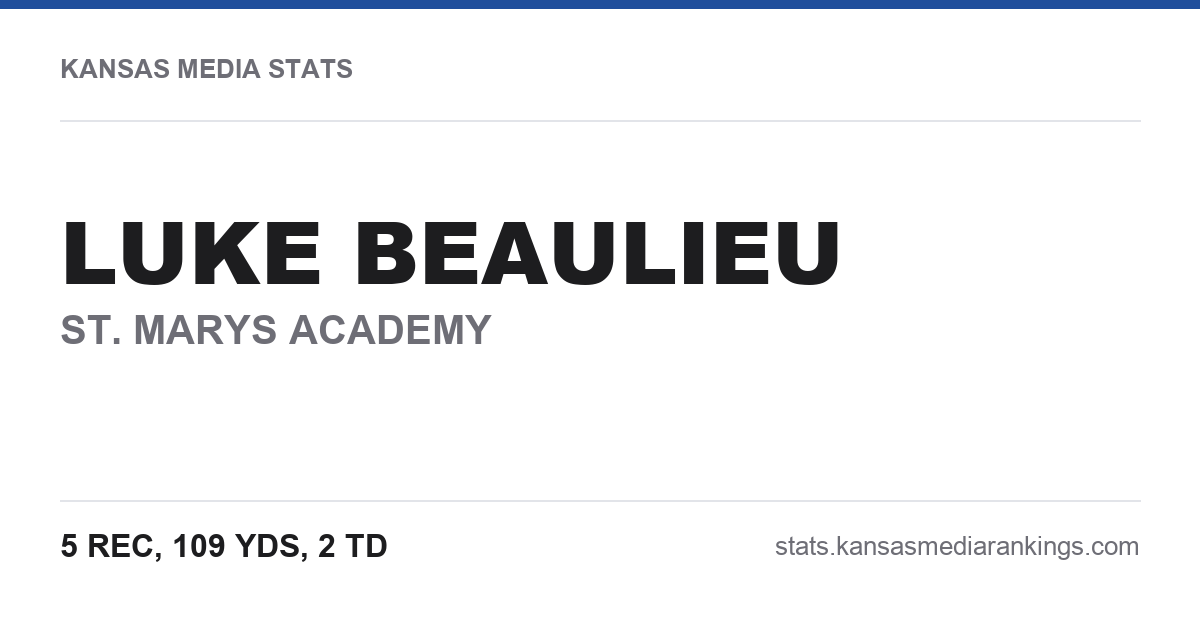 KANSAS MEDIA STATS
LUKE BEAULIEU
ST. MARYS ACADEMY
5 REC, 109 YDS, 2 TD
stats.kansasmediarankings.com